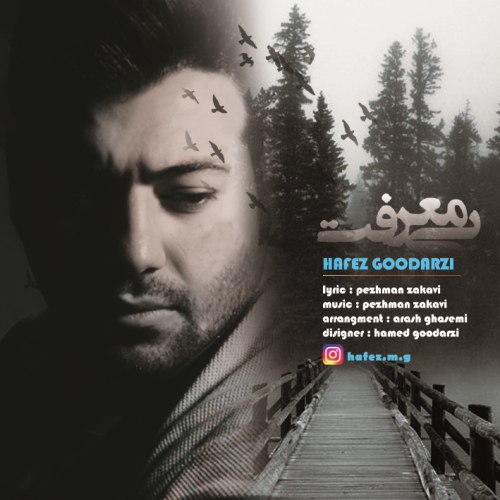 بی معرفت
HAFEZ GOODARZI
lyric : pezhman zakavi
music : pezhman zakavi
arrangment : arash ghasemi
disigner : hamed goodarzi
hafez.m.g